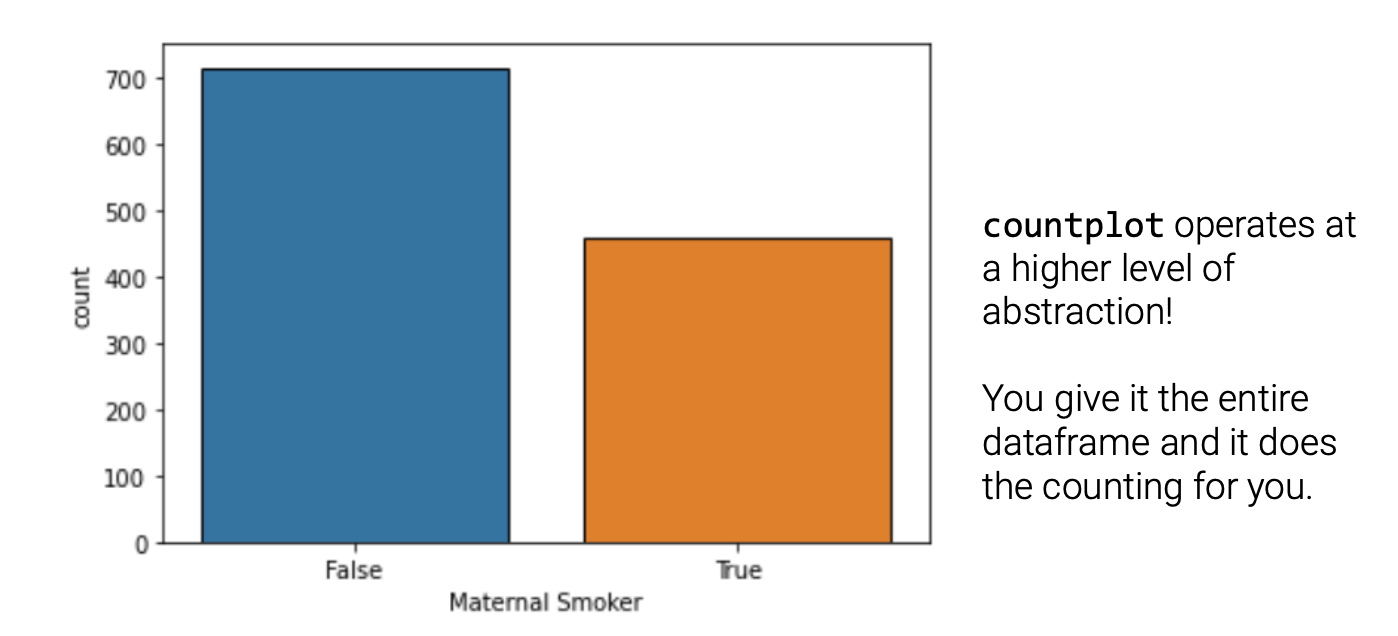 700
600
500
400
300
200
100
0
count
False
True
Maternal Smoker
countplot operates at
a higher level of
abstraction!
You give it the entire
dataframe and it does
the counting for you.